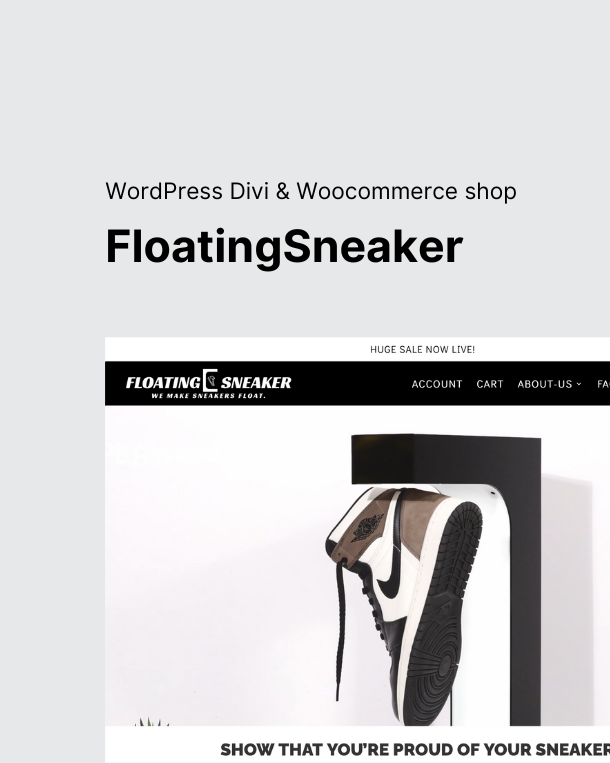 WordPress Divi & Woocommerce shop
FloatingSneaker
HUGE SALE NOW LIVE!
FLOATING SNEAKER
WE MAKE SNEAKERS FLOAT.
ACCOUNT CART ABOUT-US FA
SHOW THAT YOU'RE PROUD OF YOUR SNEAKER